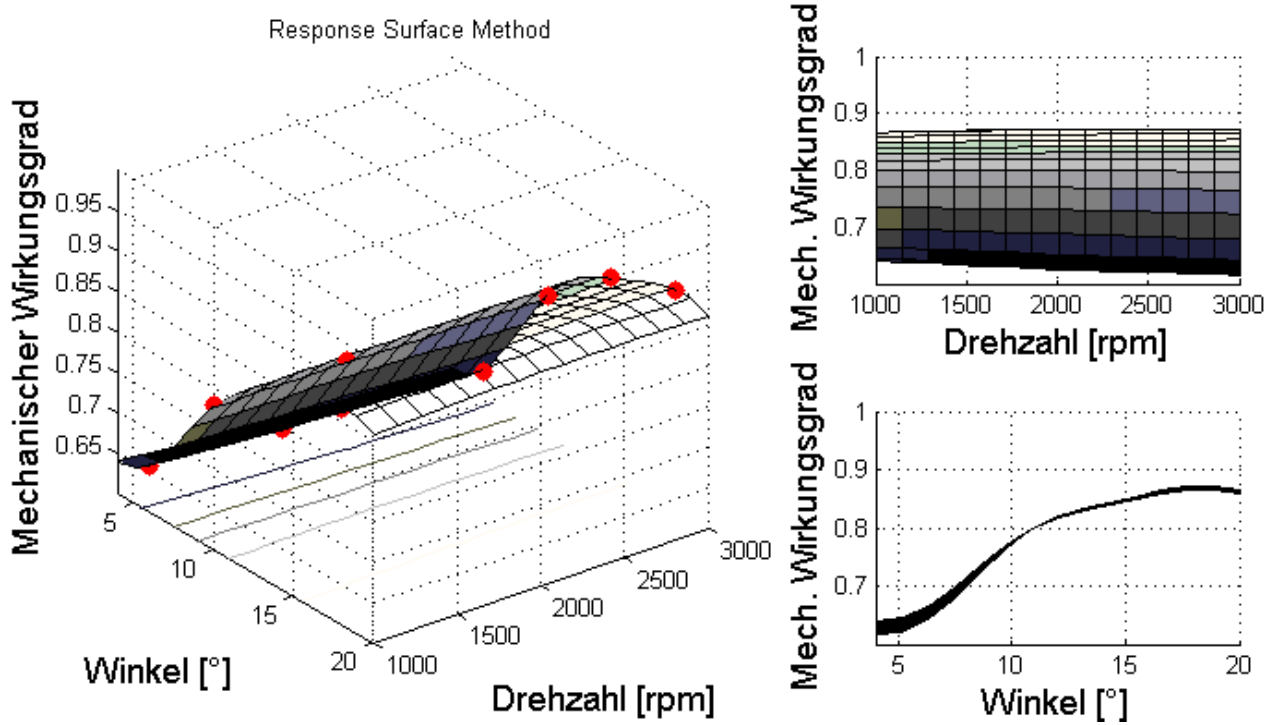 Response Surface Method
Mechanischer Wirkungsgrad
0.95
0.9
0.85
0.8
0.75
0.7
0.65
5
10
15
20
Winkel [°]
1000
1500
2000
2500
3000
Drehzahl [rpm]
Mech. Wirkungsgrad
1
0.9
0.8
0.7
1000 1500 2000 2500 3000
Drehzahl [rpm]
Mech. Wirkungsgrad
1
0.9
0.8
0.7
5 10 15 20
Winkel [°]